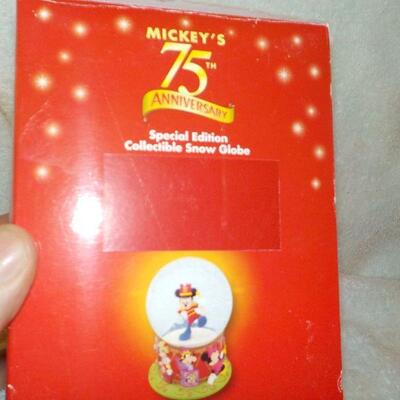 MICKEY'S
75TH
ANNIVERSARY
Special Edition
Collectible Snow Globe